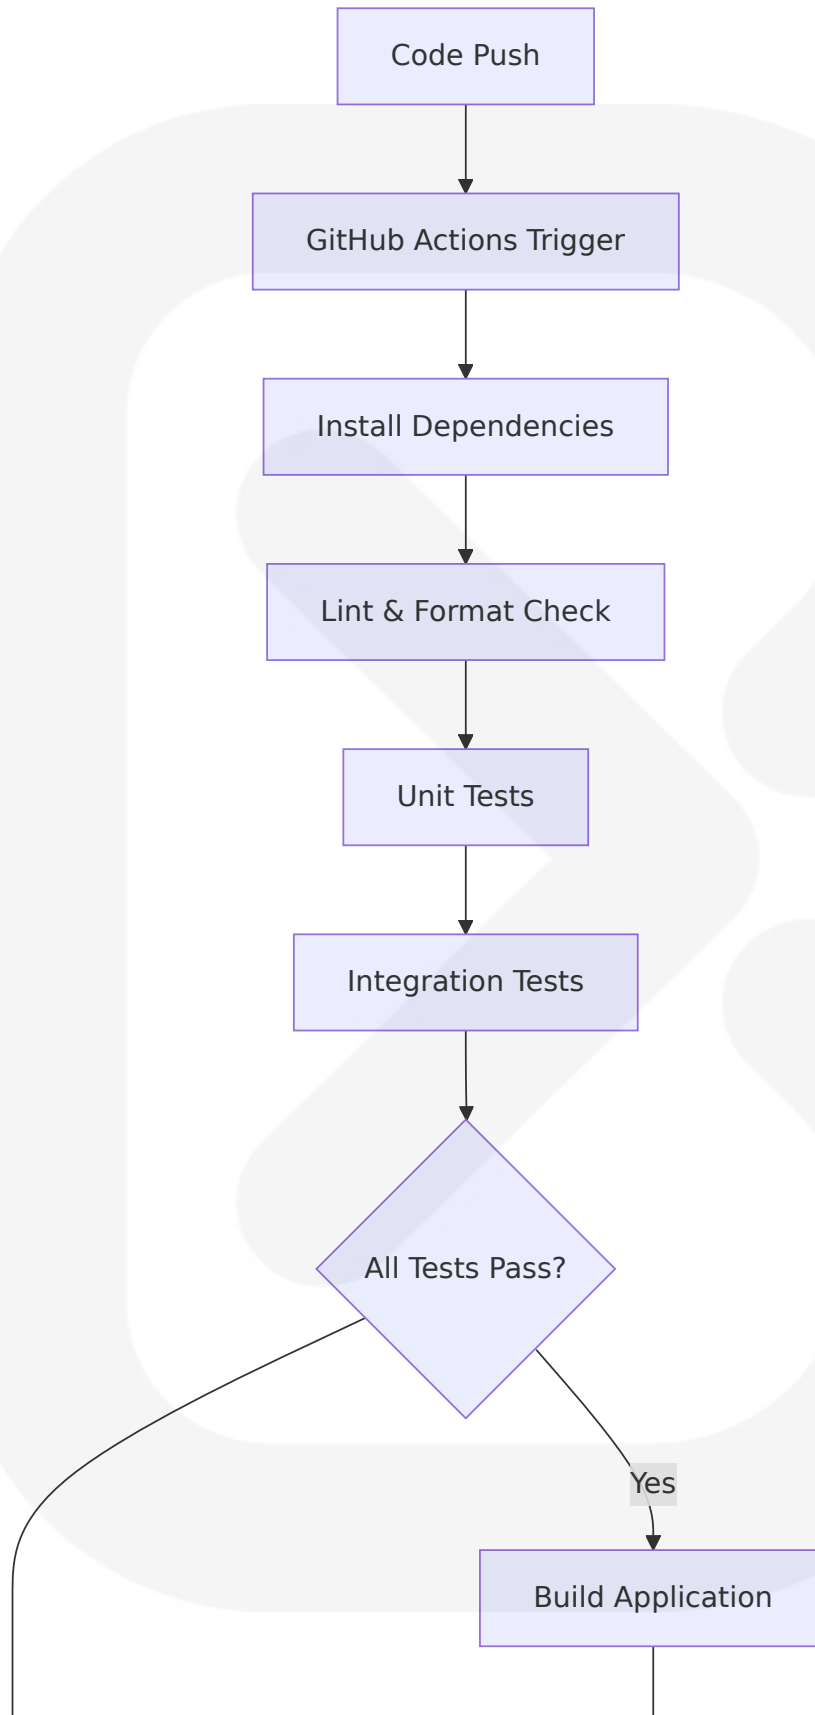 Code Push
GitHub Actions Trigger
Install Dependencies
Lint & Format Check
Unit Tests
Integration Tests
All Tests Pass?
Yes
Build Application